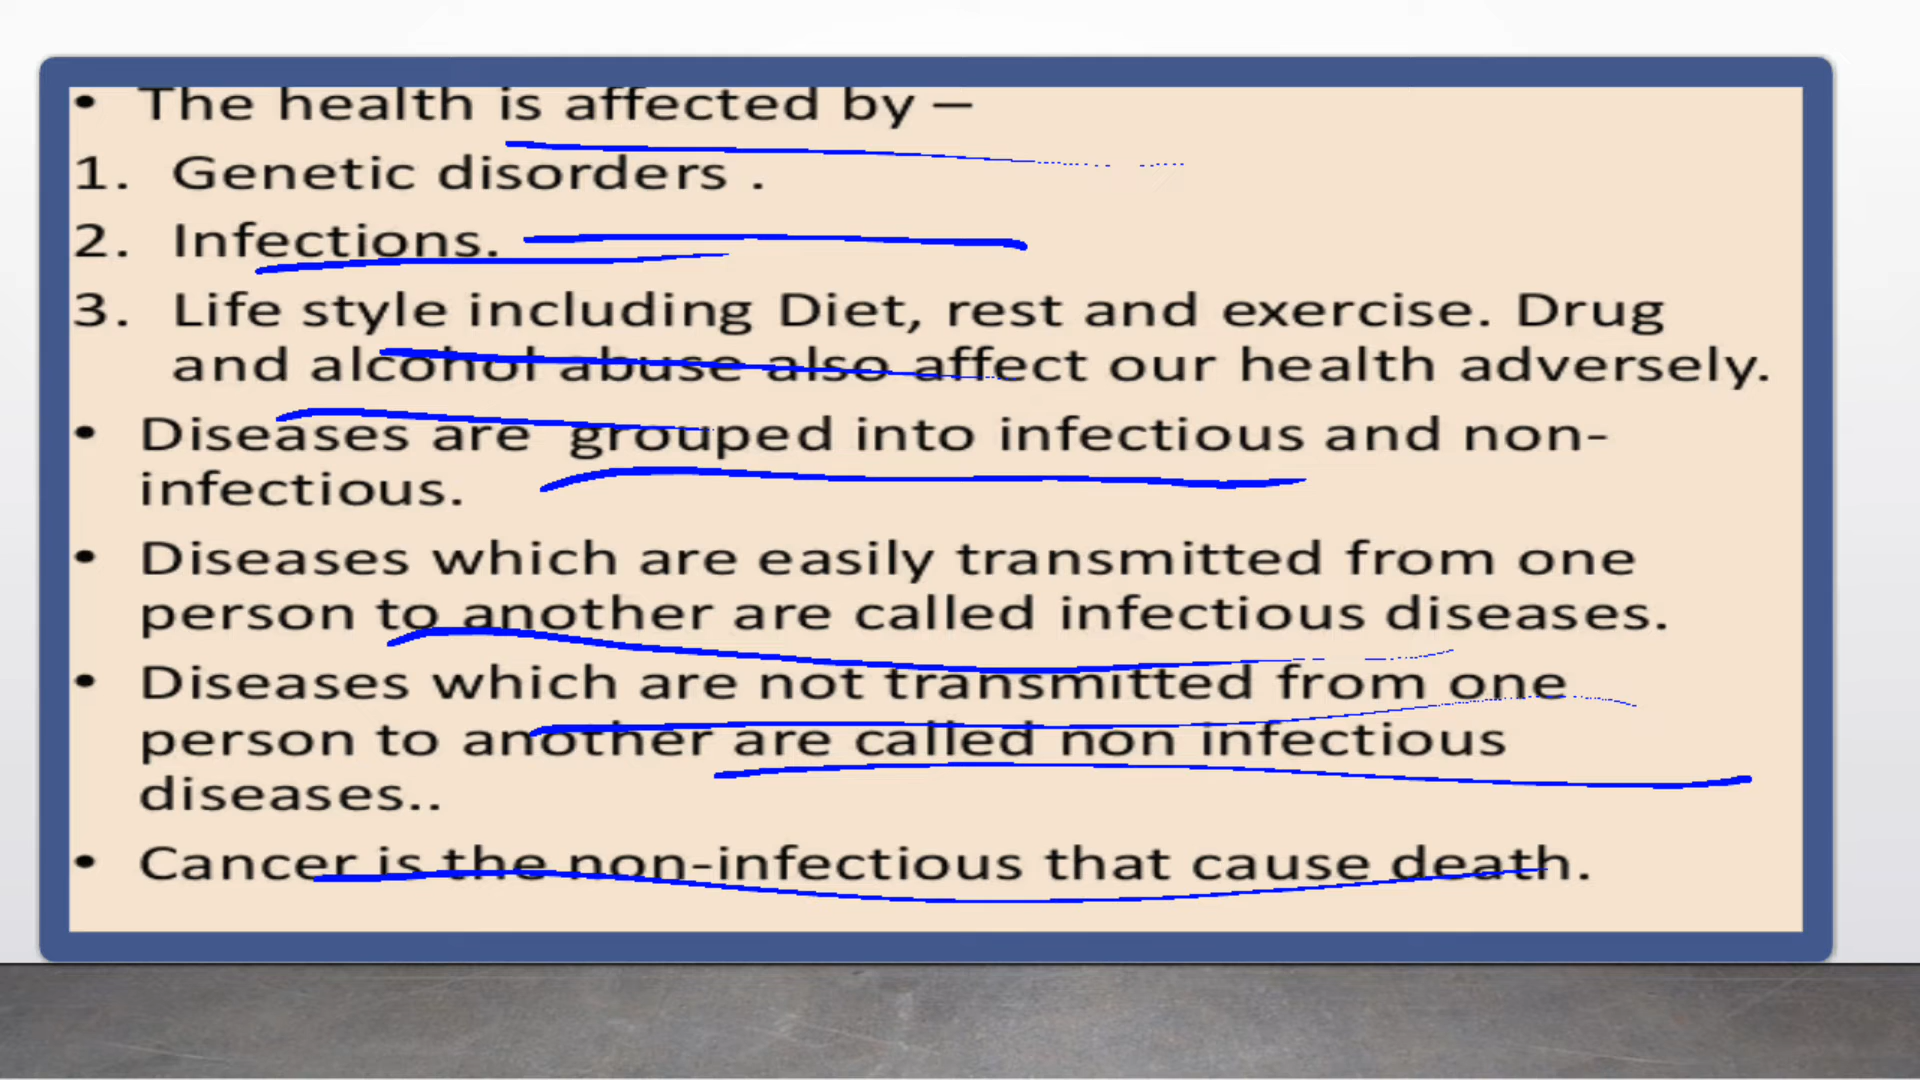 • The health is affected by –
1. Genetic disorders .
2. Infections.
3. Life style including Diet, rest and exercise. Drug
and alcohol abuse also affect our health adversely.
• Diseases are grouped into infectious and non-
infectious.
• Diseases which are easily transmitted from one
person to another are called infectious diseases.
• Diseases which are not transmitted from one
person to another are called non infectious
diseases..
• Cancer is the non-infectious that cause death.